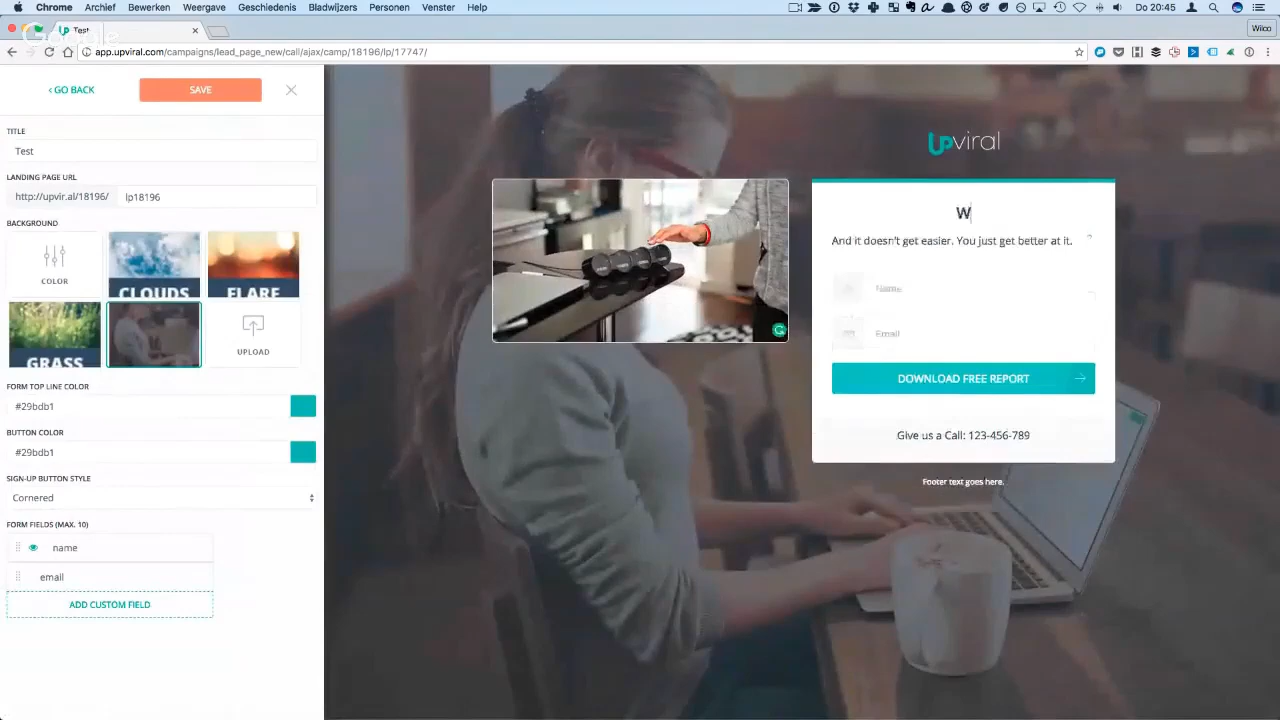 Chrome Archief Bewerken Weergave Geschiedenis Bladwijzers Personen Venster Help Do 20:45
Test Wilco
Google
app.upviral.com/campaigns/lead_page_new/call/ajax/camp/18196/lp/17747/
‹ GO BACK SAVE
TITLE
Test
LANDING PAGE URL
http://upvir.al/18196/ lp18196
BACKGROUND
COLOR CLOUDS FLARE
GRASS UPLOAD
FORM TOP LINE COLOR
#29bdb1
BUTTON COLOR
#29bdb1
SIGN-UP BUTTON STYLE
Cornered
FORM FIELDS (MAX. 10)
name
email
ADD CUSTOM FIELD
Upviral
W
And it doesn't get easier. You just get better at it.
Name
Email
DOWNLOAD FREE REPORT
Give us a Call: 123-456-789
Footer text goes here.